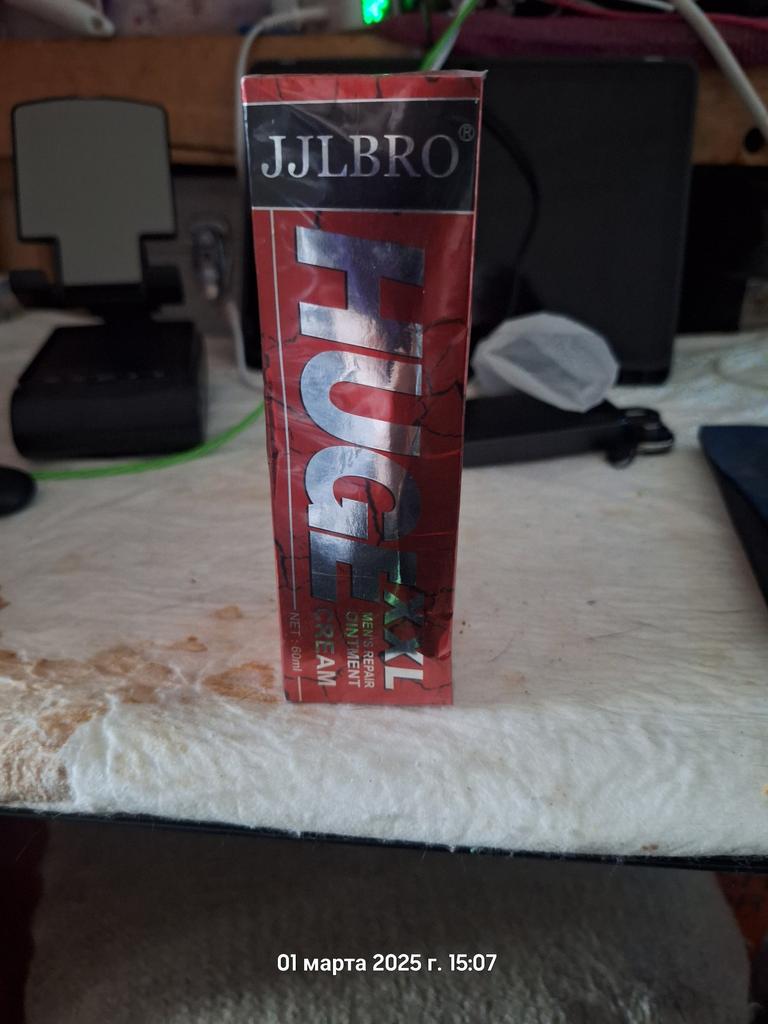 JJLBRO®
HUGE XXL
MEN'S REPAIR
OINTMENT
CREAM
NET : 60ml
01 марта 2025 г. 15:07